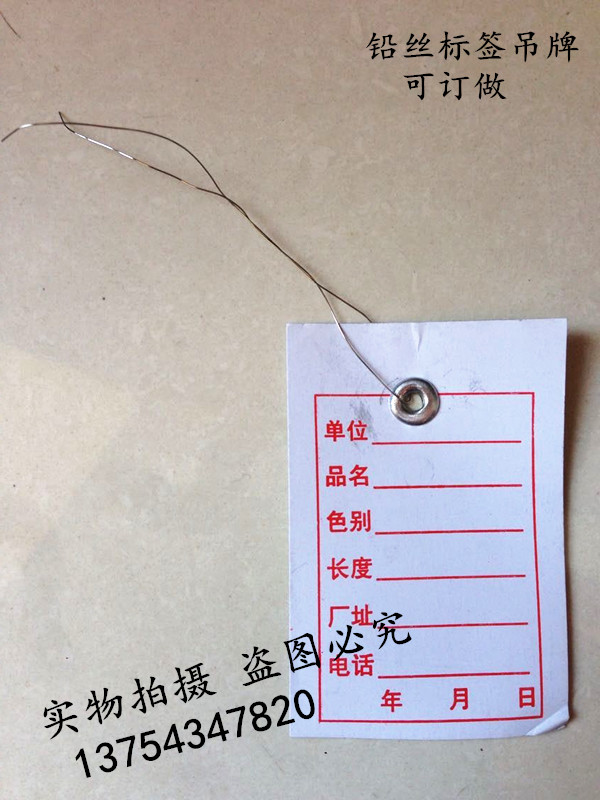 铅丝标签吊牌
可订做
单位
品名
色别
长度
厂址
电话
年 月 日
实物拍摄 盗图必究
13754347820